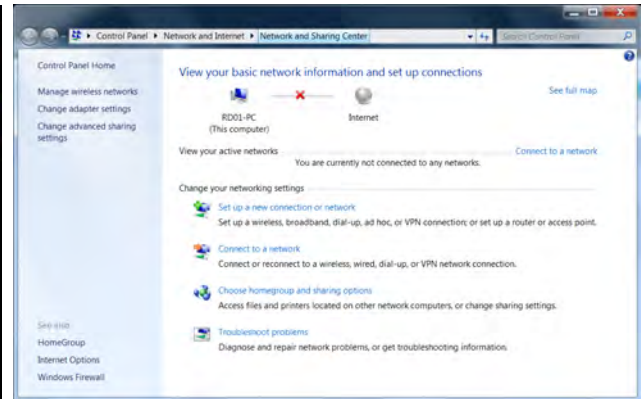 Control Panel ▸ Network and Internet ▸ Network and Sharing Center
Search Control Panel
Control Panel Home
Manage wireless networks
Change adapter settings
Change advanced sharing
settings
See also
HomeGroup
Internet Options
Windows Firewall
View your basic network information and set up connections
See full map
RD01-PC
(This computer)
Internet
View your active networks
Connect to a network
You are currently not connected to any networks.
Change your networking settings
Set up a new connection or network
Set up a wireless, broadband, dial-up, ad hoc, or VPN connection; or set up a router or access point.
Connect to a network
Connect or reconnect to a wireless, wired, dial-up, or VPN network connection.
Choose homegroup and sharing options
Access files and printers located on other network computers, or change sharing settings.
Troubleshoot problems
Diagnose and repair network problems, or get troubleshooting information.